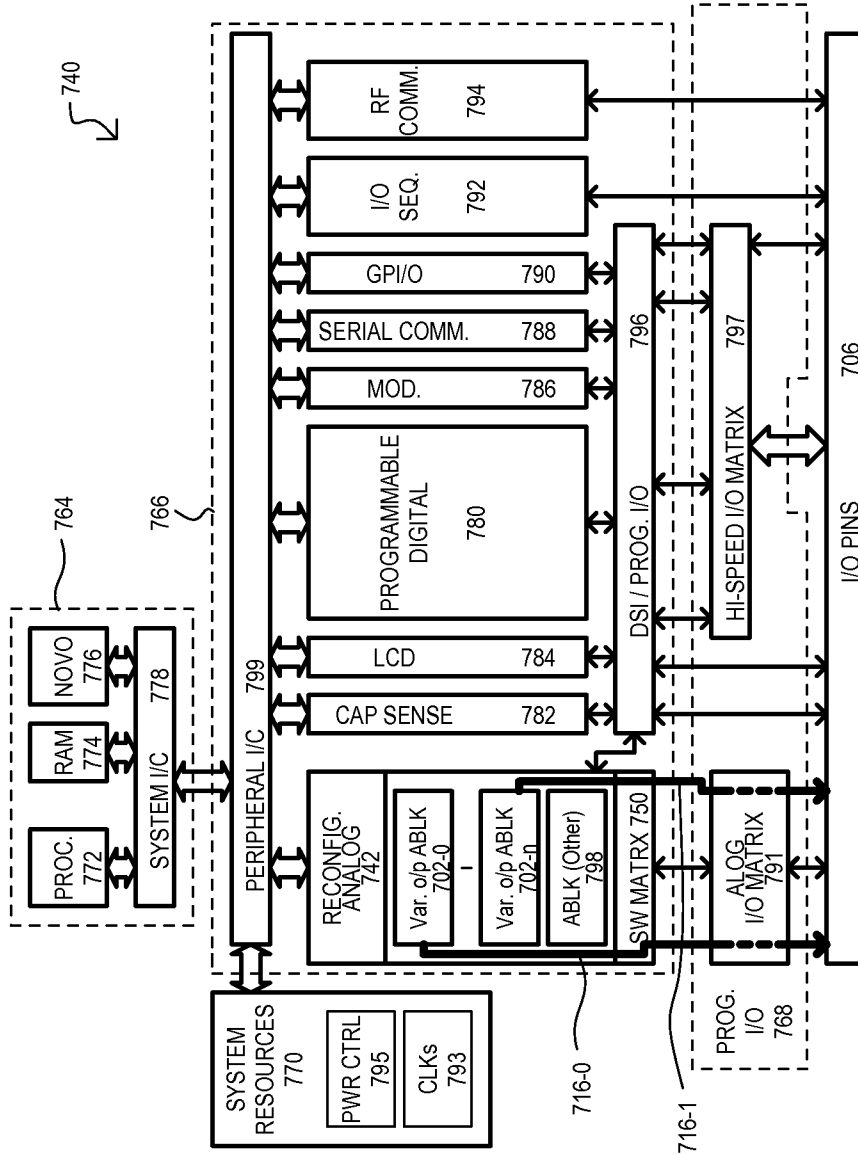 740
764
PROC.
772
RAM
774
NOVO
776
SYSTEM I/C
778
766
PERIPHERAL I/C
799
SYSTEM
RESOURCES
770
PWR CTRL
795
CLKs
793
RECONFIG.
ANALOG
742
Var. o/p ABLK
702-0
Var. o/p ABLK
702-n
ABLK (Other)
798
SW MATRX 750
CAP SENSE
782
LCD
784
PROGRAMMABLE
DIGITAL
780
MOD.
786
SERIAL COMM.
788
GPI/O
790
I/O
SEQ.
792
RF
COMM.
794
DSI / PROG. I/O
796
716-0
716-1
PROG.
I/O
768
ALOG
I/O MATRIX
791
HI-SPEED I/O MATRIX
797
I/O PINS
706